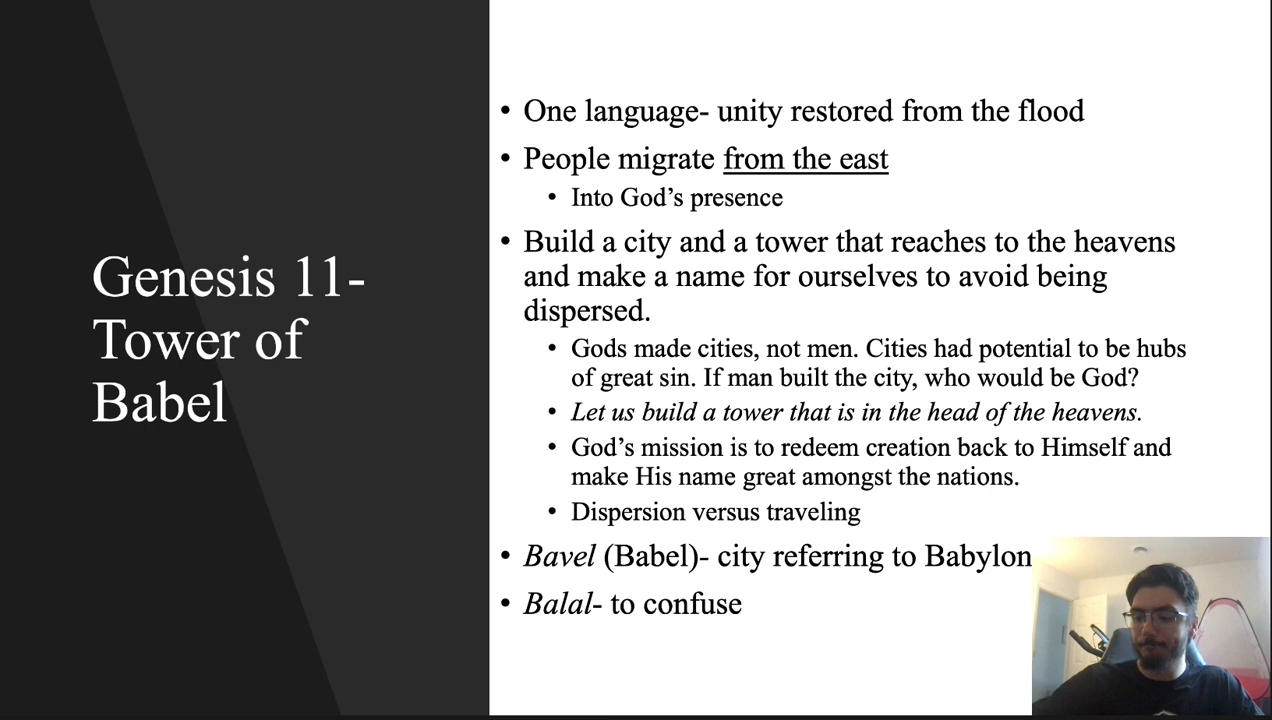 Genesis 11-
Tower of
Babel
• One language- unity restored from the flood
• People migrate from the east
• Into God’s presence
• Build a city and a tower that reaches to the heavens
and make a name for ourselves to avoid being
dispersed.
• Gods made cities, not men. Cities had potential to be hubs
of great sin. If man built the city, who would be God?
• Let us build a tower that is in the head of the heavens.
• God’s mission is to redeem creation back to Himself and
make His name great amongst the nations.
• Dispersion versus traveling
• Bavel (Babel)- city referring to Babylon
• Balal- to confuse